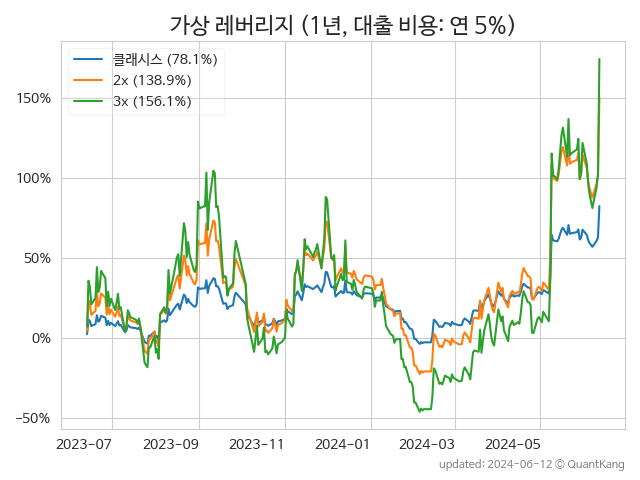 가상 레버리지 (1년, 대출 비용: 연 5%)
클래시스 (78.1%)
2x (138.9%)
3x (156.1%)
150%
100%
50%
0%
−50%
2023-07 2023-09 2023-11 2024-01 2024-03 2024-05
updated: 2024-06-12 © QuantKang